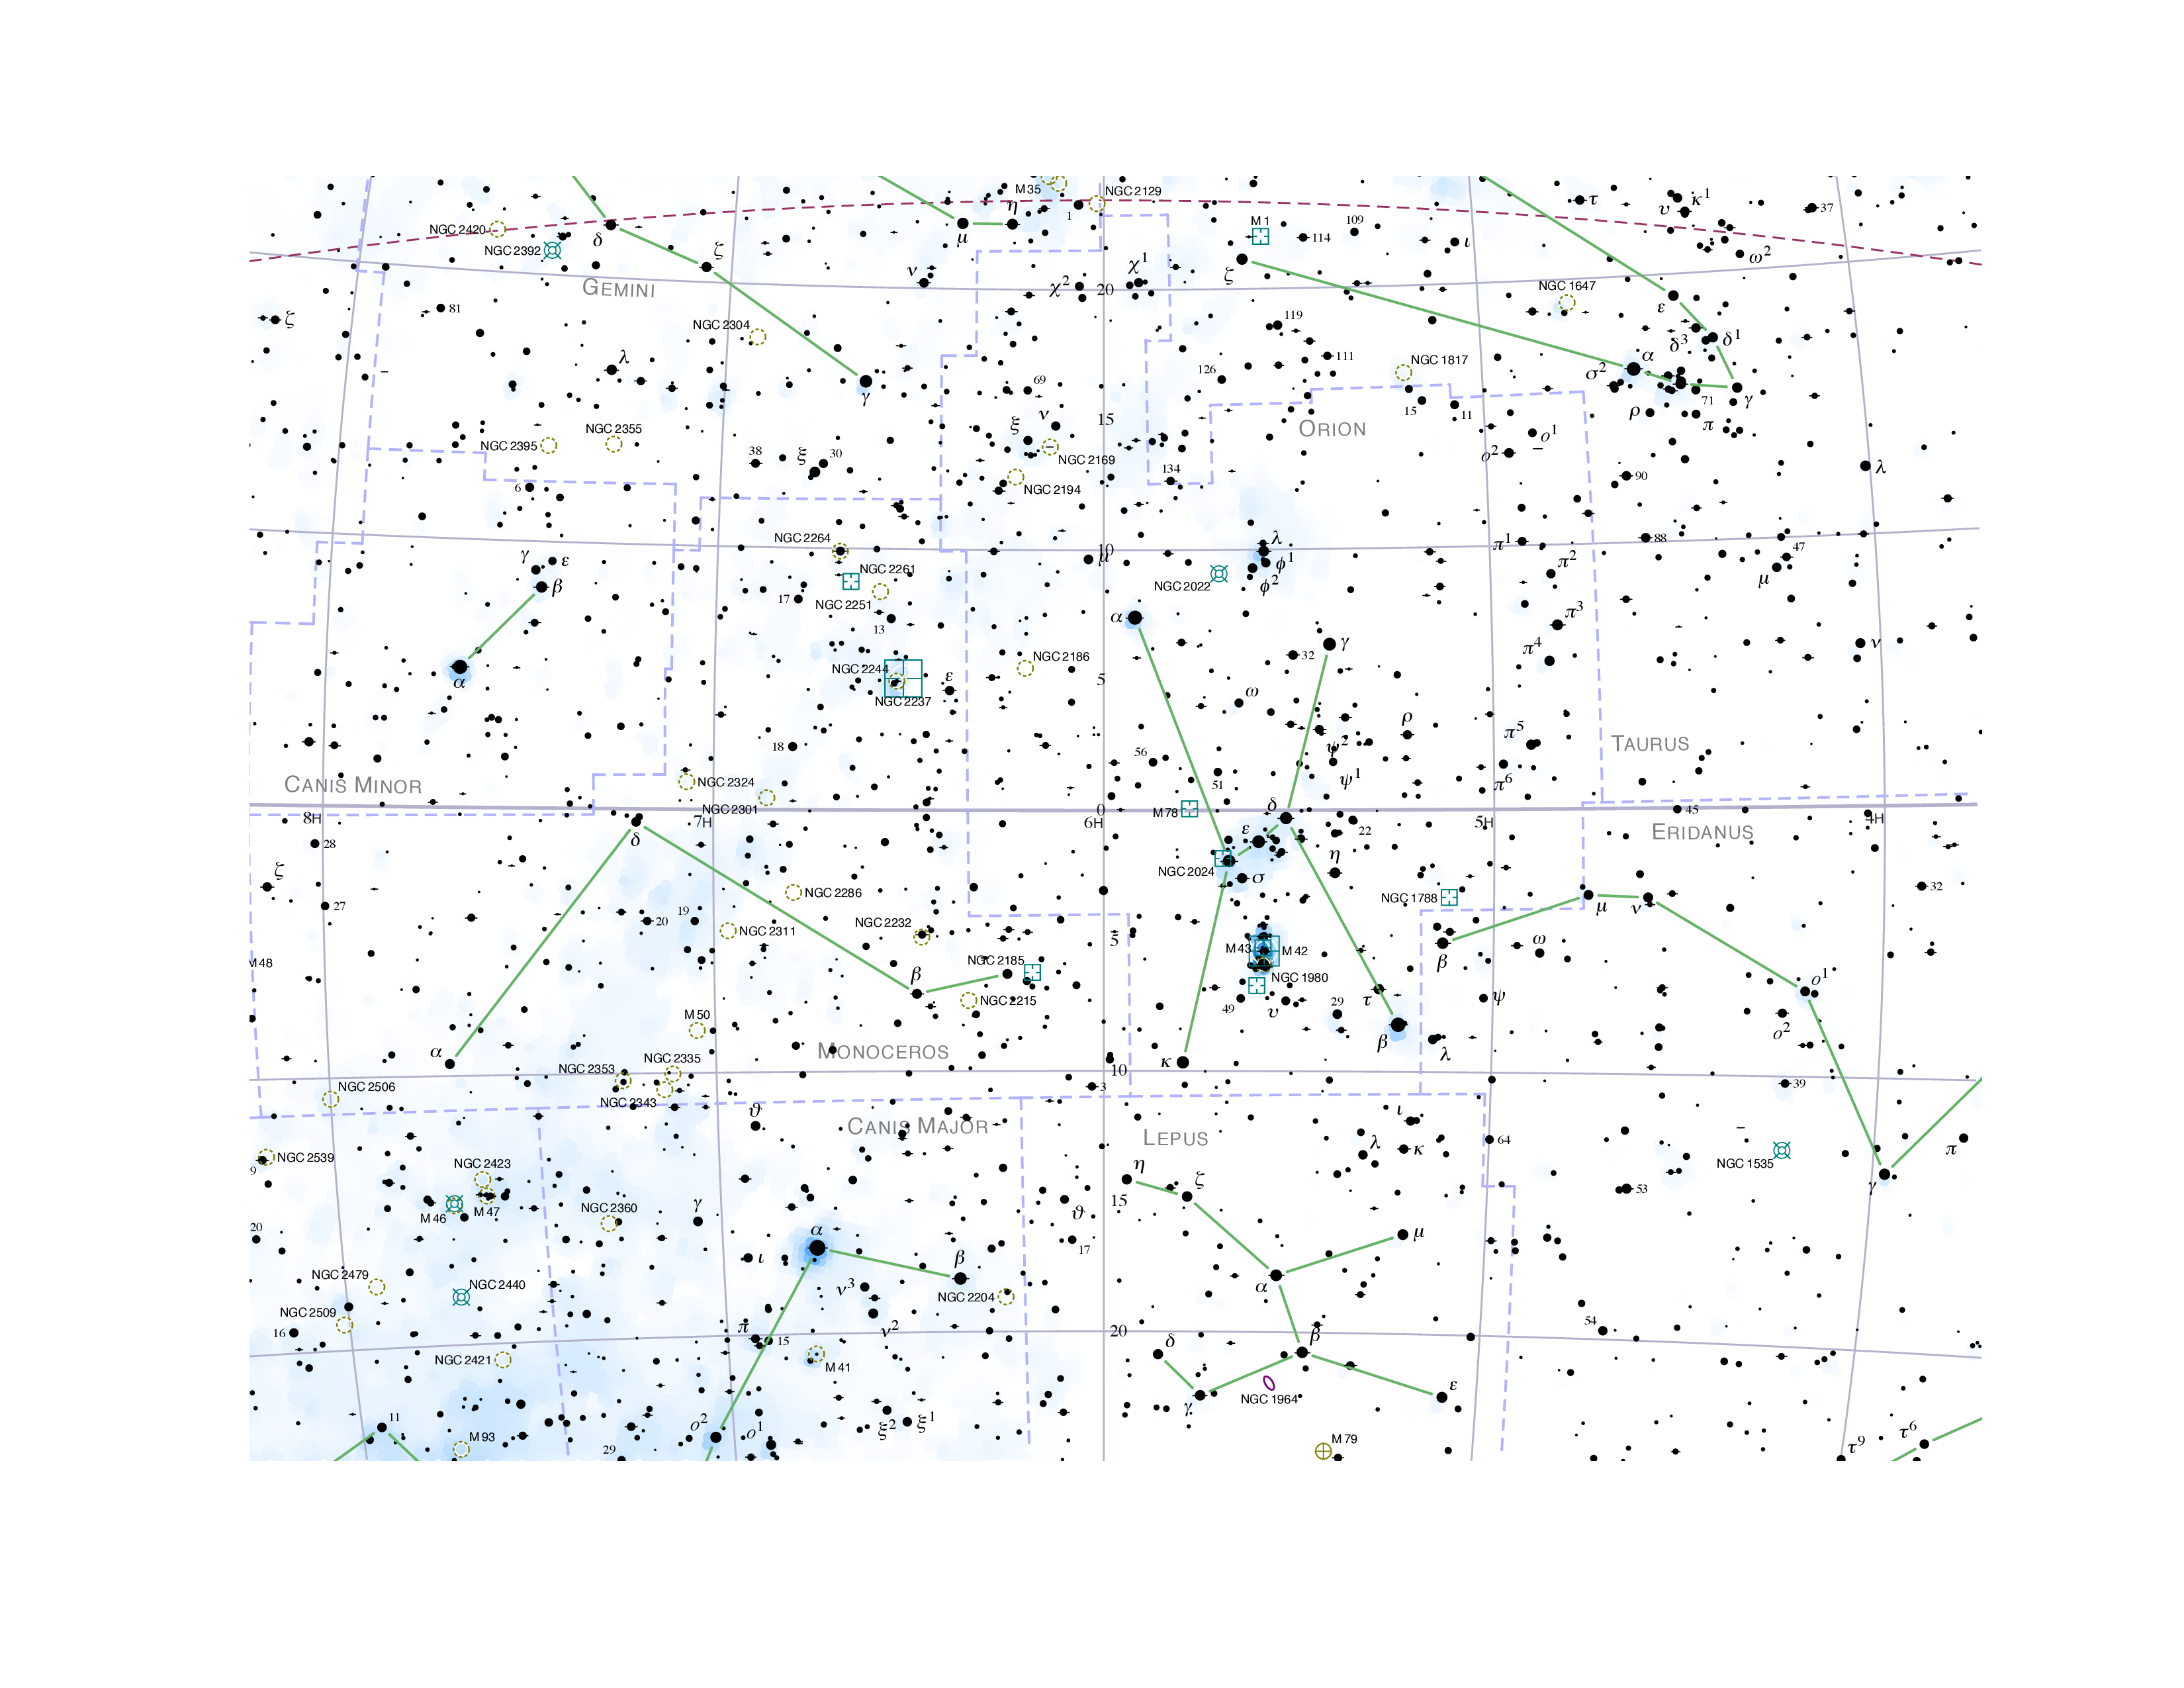 M 35
NGC 2129
η
1
μ
δ
NGC 2420
NGC 2392
ζ
ν
χ² χ¹
20
M 1
114
109
ι
ζ
τ
υ
κ¹
37
ω²
GEMINI
81
ζ
NGC 2304
λ
γ
119
111
126
NGC 1647
ε
δ³
δ¹
α
σ²
NGC 1817
71
γ
ρ
π
15
11
ORION
69
ν
15
ξ
NGC 2169
NGC 2194
134
NGC 2395
NGC 2355
38
ξ
30
6
ο²
ο¹
90
λ
NGC 2264
10
μ
λ
φ¹
φ²
NGC 2022
π¹
π²
88
47
μ
γ
ε
β
NGC 2261
NGC 2251
17
13
α
γ
32
π³
π⁴
ν
α
NGC 2244
NGC 2237
ε
NGC 2186
5
ω
ψ²
ψ¹
ρ
π⁵
π⁶
TAURUS
18
56
51
CANIS MINOR
NGC 2324
NGC 2301
M 78
0
δ
22
45
8H
7H
6H
5H
4H
ERIDANUS
δ
28
ζ
27
ε
NGC 2024
σ
η
NGC 1788
μ
ν
32
NGC 2286
20
19
NGC 2311
NGC 2232
5
M 43
M 42
NGC 1980
β
ω
M 48
NGC 2185
β
NGC 2215
49
υ
29
τ
ψ
ο¹
ο²
M 50
β
λ
α
MONOCEROS
κ
10
3
39
NGC 2353
NGC 2335
NGC 2343
NGC 2506
ϑ
CANIS MAJOR
LEPUS
ι
λ
κ
64
NGC 1535
π
γ
NGC 2539
9
NGC 2423
M 46
M 47
NGC 2360
γ
η
ζ
15
ϑ
17
53
20
α
ι
β
μ
α
NGC 2479
NGC 2440
NGC 2509
16
ν³
ν²
NGC 2204
π
15
20
δ
β
54
NGC 2421
M 41
NGC 1964
γ
ε
11
M 93
29
ο²
ο¹
ξ²
ξ¹
M 79
τ⁹
τ⁶